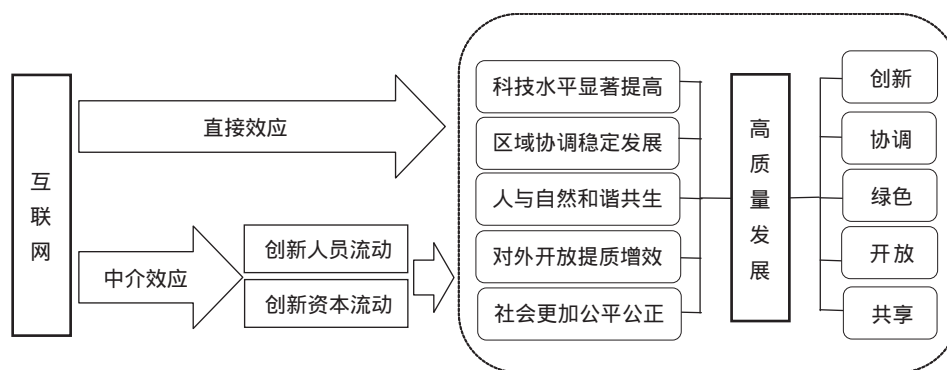 互联网
直接效应
中介效应
创新人员流动
创新资本流动
科技水平显著提高
区域协调稳定发展
人与自然和谐共生
对外开放提质增效
社会更加公平公正
高质量发展
创新
协调
绿色
开放
共享